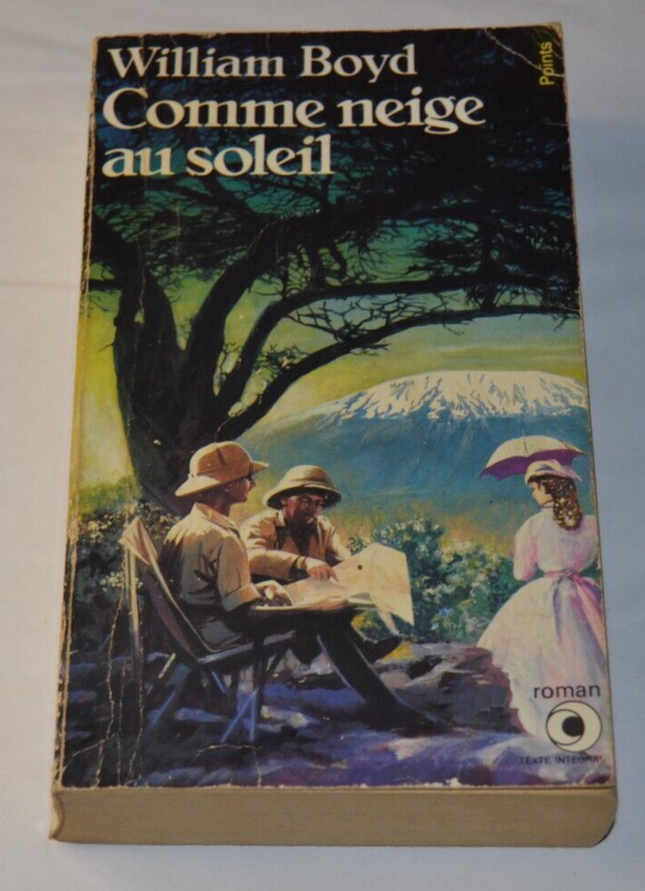 William Boyd
Comme neige
au soleil
Points
roman
TEXTE INTÉGRAL